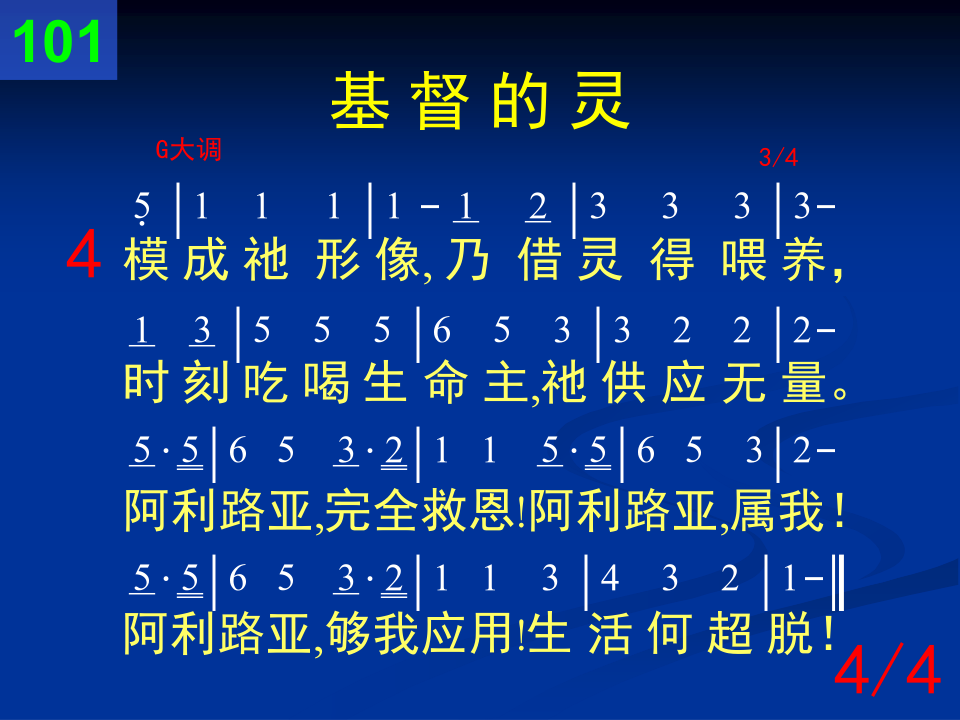 101
基督的灵
G大调
3/4
5̣ | 1 1 1 | 1 - 1 2 | 3 3 3 | 3 -
4 模成祂形像,乃借灵得喂养,
1 3 | 5 5 5 | 6 5 3 | 3 2 2 | 2 -
时刻吃喝生命主,祂供应无量。
5 · 5 | 6 5 3 · 2 | 1 1 5 · 5 | 6 5 3 | 2 -
阿利路亚,完全救恩!阿利路亚,属我!
5 · 5 | 6 5 3 · 2 | 1 1 3 | 4 3 2 | 1 - ‖
阿利路亚,够我应用!生活何超脱!
4/4